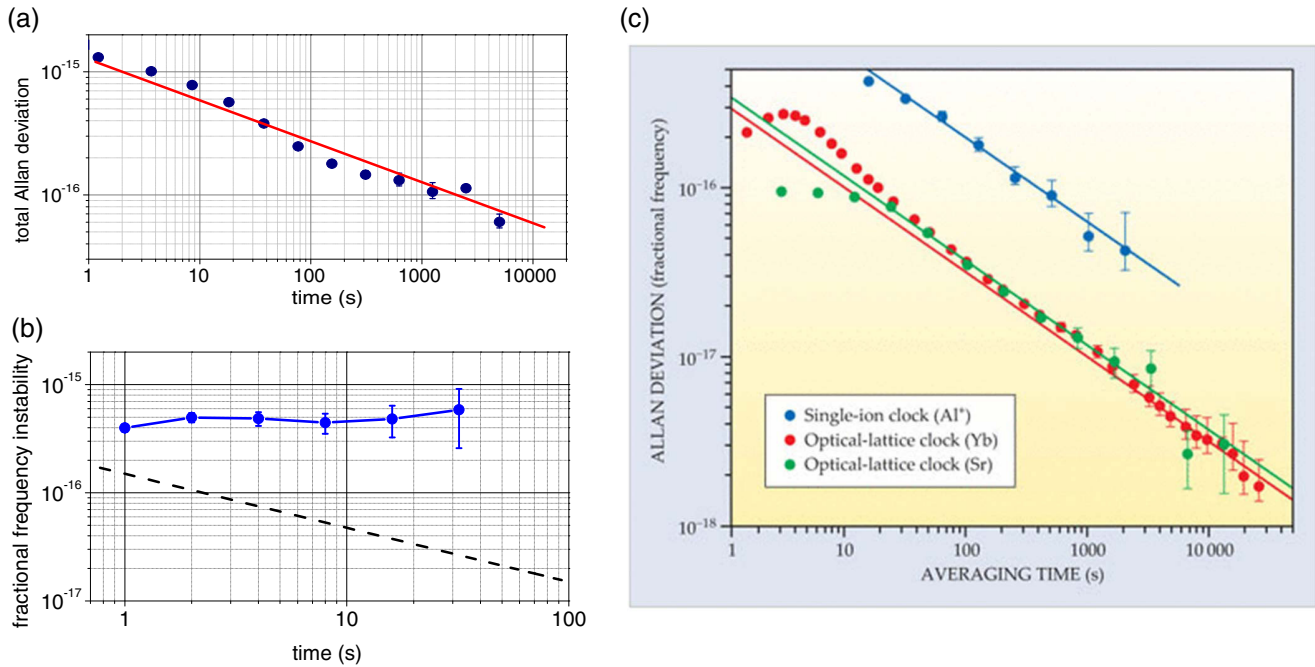 (a)
total Allan deviation
10-15
10-16
1
10
100
1000
10000
time (s)
(b)
fractional frequency instability
10-15
10-16
10-17
1
10
100
time (s)
(c)
ALLAN DEVIATION (fractional frequency)
10-16
10-17
10-18
Single-ion clock (Al+)
Optical-lattice clock (Yb)
Optical-lattice clock (Sr)
1
10
100
1000
10 000
AVERAGING TIME (s)